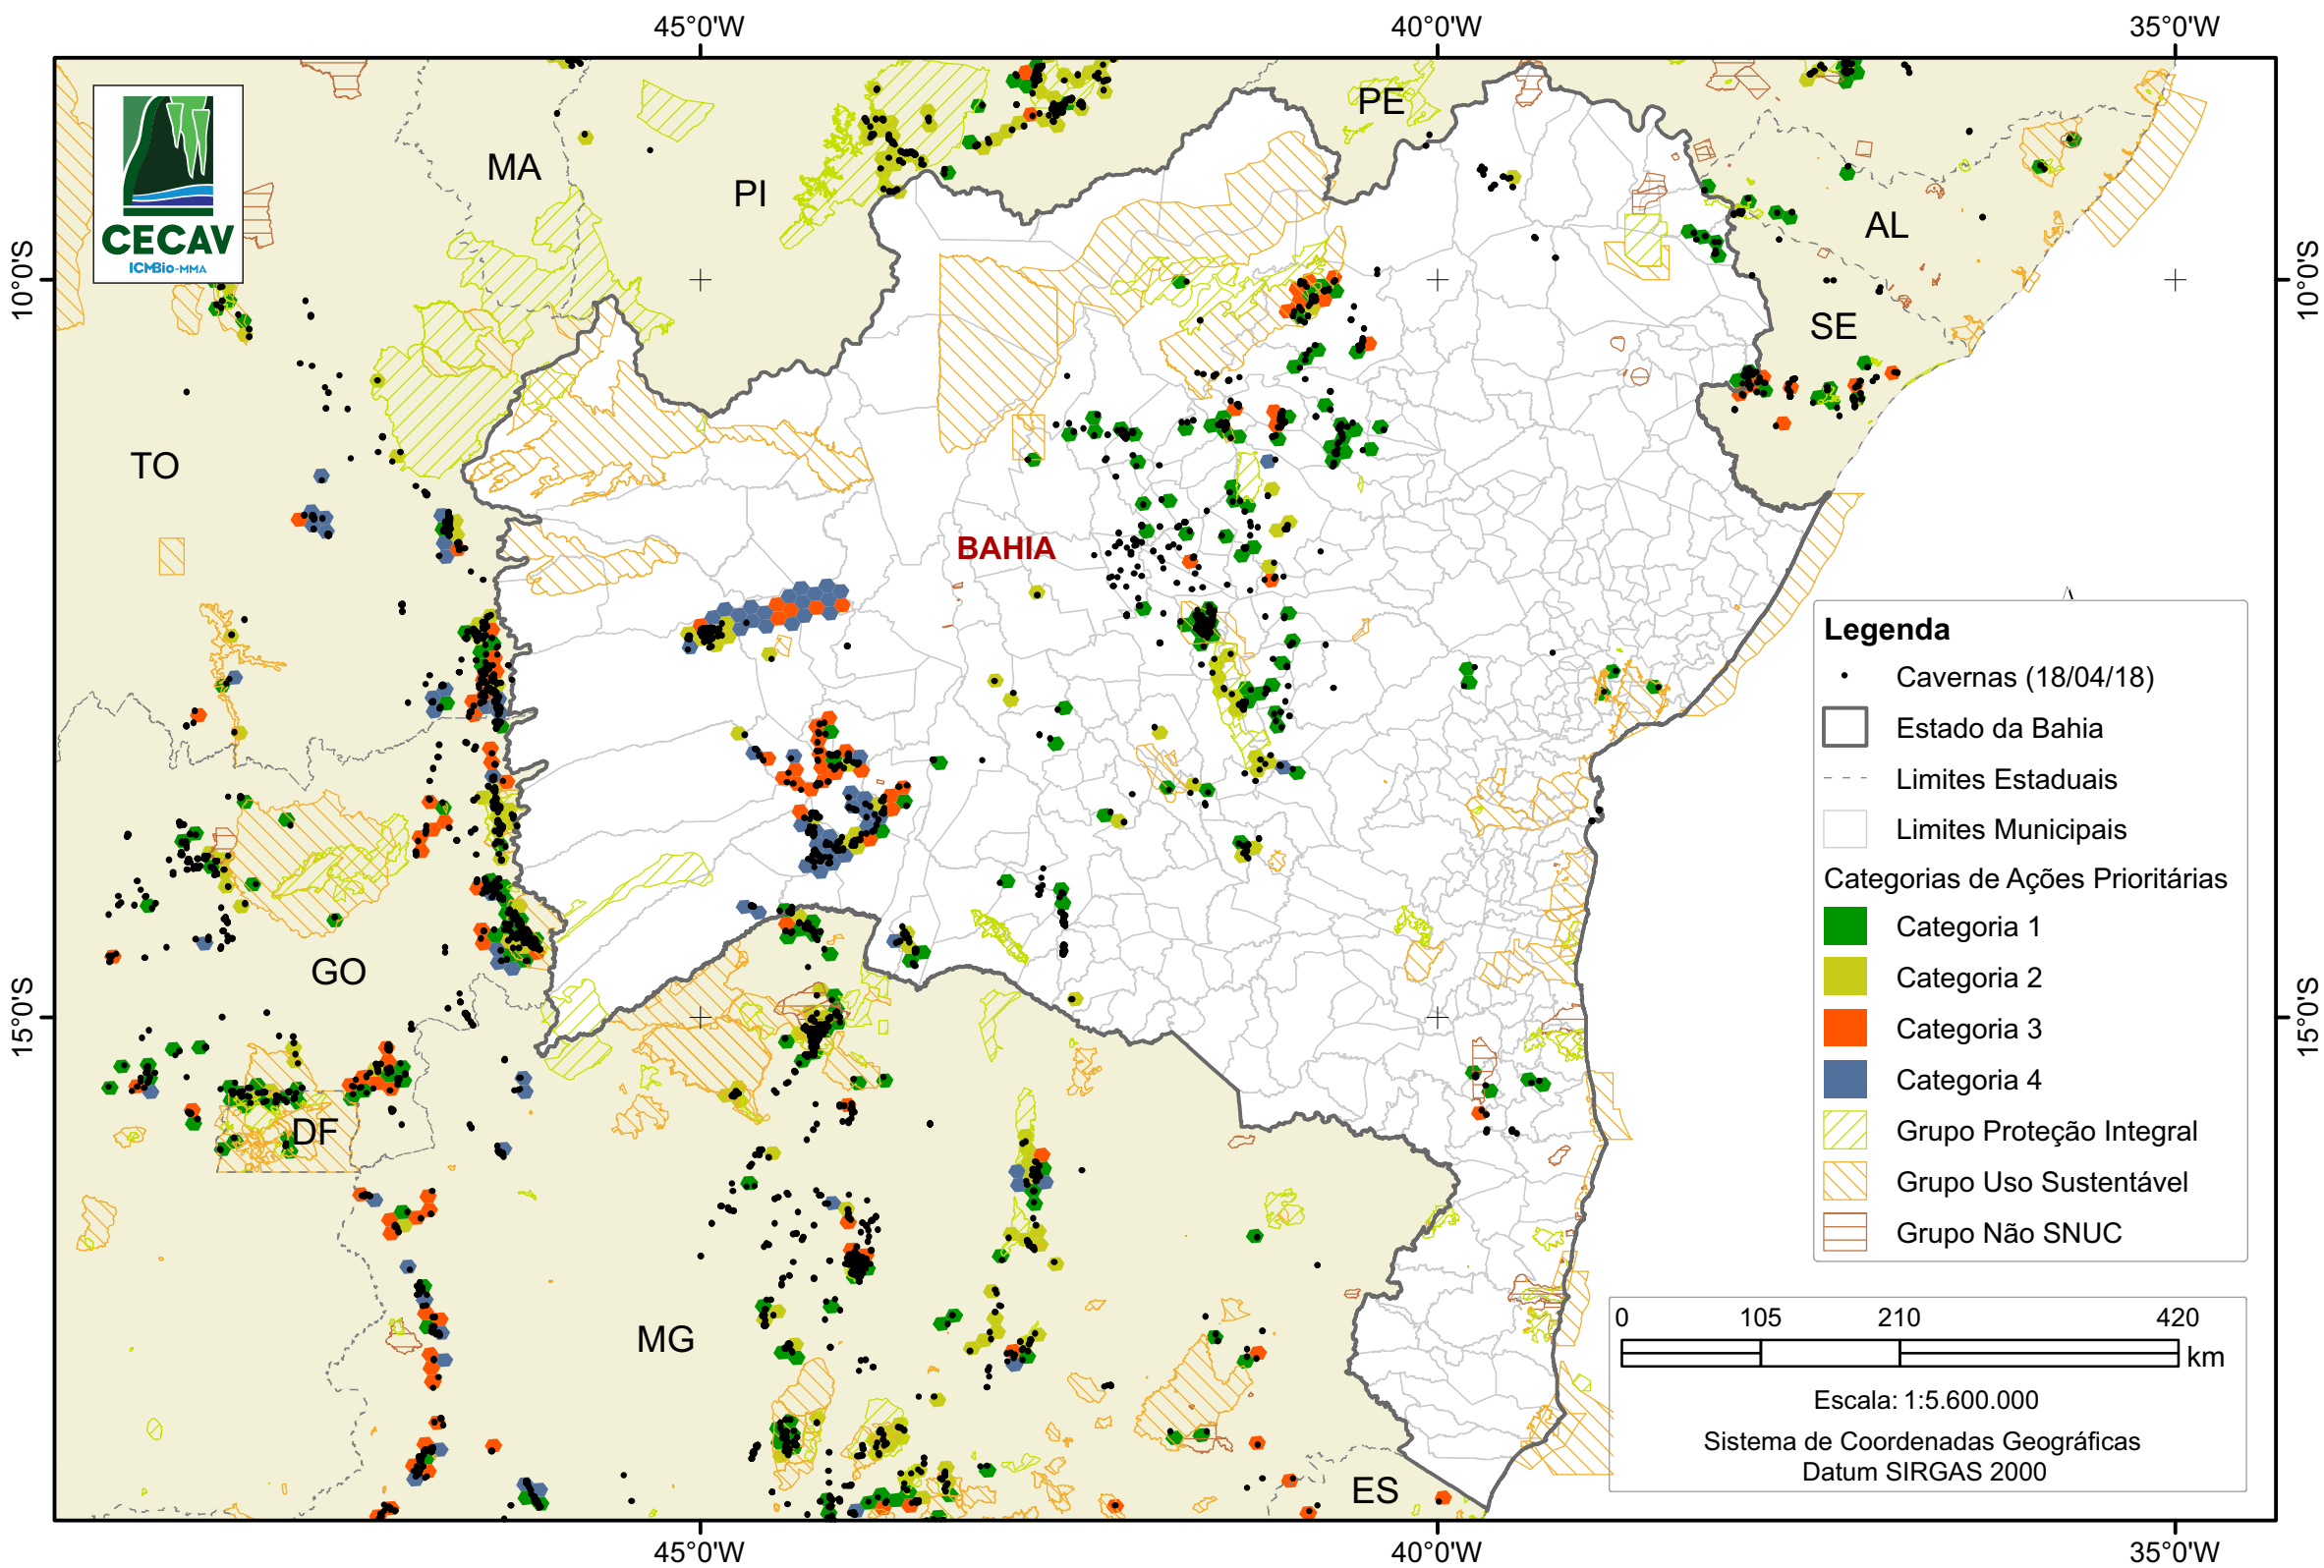 45°0'W
40°0'W
35°0'W
CECAV
ICMBio-MMA
MA
PI
PE
AL
SE
10°0'S
10°0'S
TO
BAHIA
GO
DF
MG
ES
15°0'S
15°0'S
Legenda
Cavernas (18/04/18)
Estado da Bahia
Limites Estaduais
Limites Municipais
Categorias de Ações Prioritárias
Categoria 1
Categoria 2
Categoria 3
Categoria 4
Grupo Proteção Integral
Grupo Uso Sustentável
Grupo Não SNUC
0 105 210 420
km
Escala: 1:5.600.000
Sistema de Coordenadas Geográficas
Datum SIRGAS 2000
45°0'W
40°0'W
35°0'W